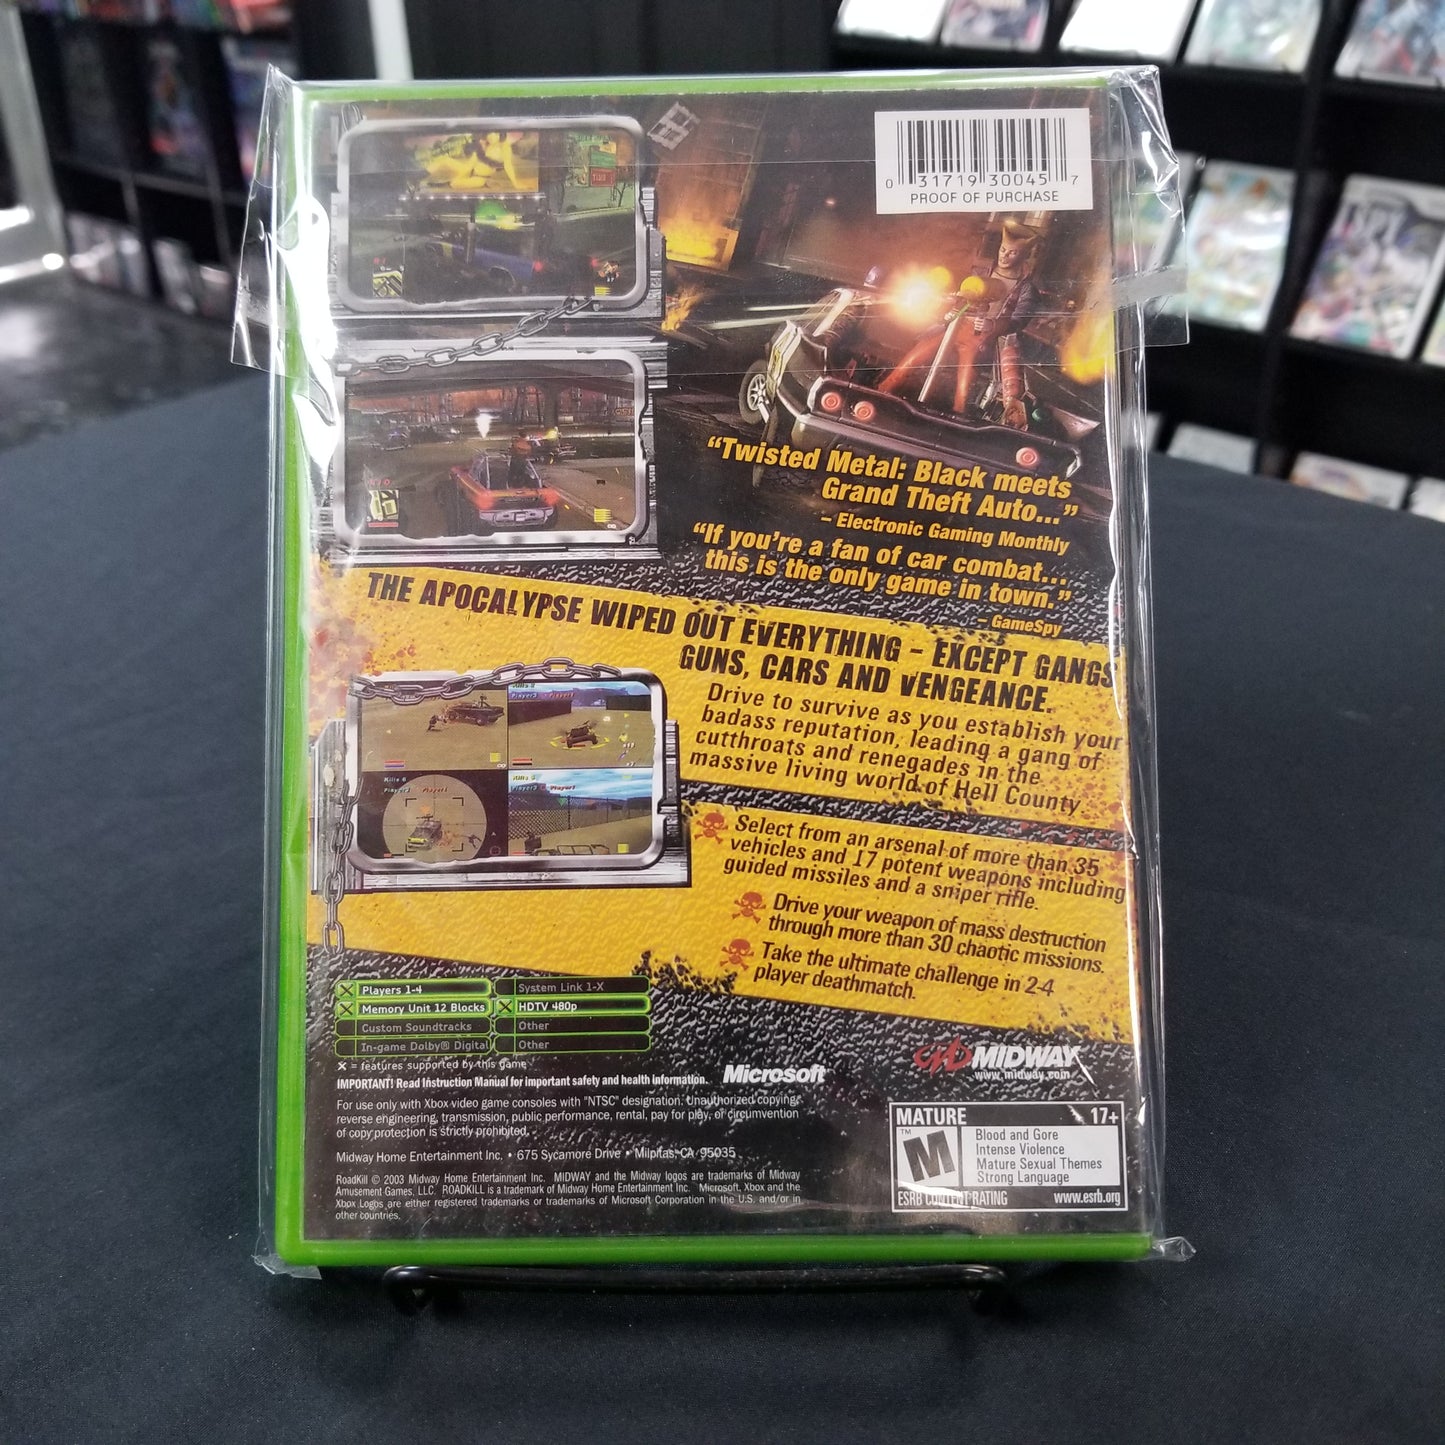 0 31719 30045 7
PROOF OF PURCHASE
“Twisted Metal: Black meets
Grand Theft Auto...”
– Electronic Gaming Monthly
“If you’re a fan of car combat...
this is the only game in town.”
– GameSpy
THE APOCALYPSE WIPED OUT EVERYTHING – EXCEPT GANGS
GUNS, CARS AND VENGEANCE.
Drive to survive as you establish your
badass reputation, leading a gang of
cutthroats and renegades in the
massive living world of Hell County
Kills 2
Player3 Player4
Kills 6
Player3 Player4
Kills 5
Player3 Player4
Select from an arsenal of more than 35
vehicles and 17 potent weapons including
guided missiles and a sniper rifle.
Drive your weapon of mass destruction
through more than 30 chaotic missions.
Take the ultimate challenge in 2-4
player deathmatch.
Players 1-4
System Link 1-X
Memory Unit 12 Blocks
HDTV 480p
Custom Soundtracks
Other
In-game Dolby® Digital
Other
X = features supported by this game
IMPORTANT! Read Instruction Manual for important safety and health information.
Microsoft
MIDWAY
www.midway.com
For use only with Xbox video game consoles with "NTSC" designation. Unauthorized copying,
reverse engineering, transmission, public performance, rental, pay for play, or circumvention
of copy protection is strictly prohibited.
Midway Home Entertainment Inc. • 675 Sycamore Drive • Milpitas, CA 95035
RoadKill © 2003 Midway Home Entertainment Inc. MIDWAY and the Midway logos are trademarks of Midway
Amusement Games, LLC. ROADKILL is a trademark of Midway Home Entertainment Inc. Microsoft, Xbox and the
Xbox Logos are either registered trademarks or trademarks of Microsoft Corporation in the U.S. and/or in
other countries.
MATURE 17+
M
™
Blood and Gore
Intense Violence
Mature Sexual Themes
Strong Language
ESRB CONTENT RATING www.esrb.org